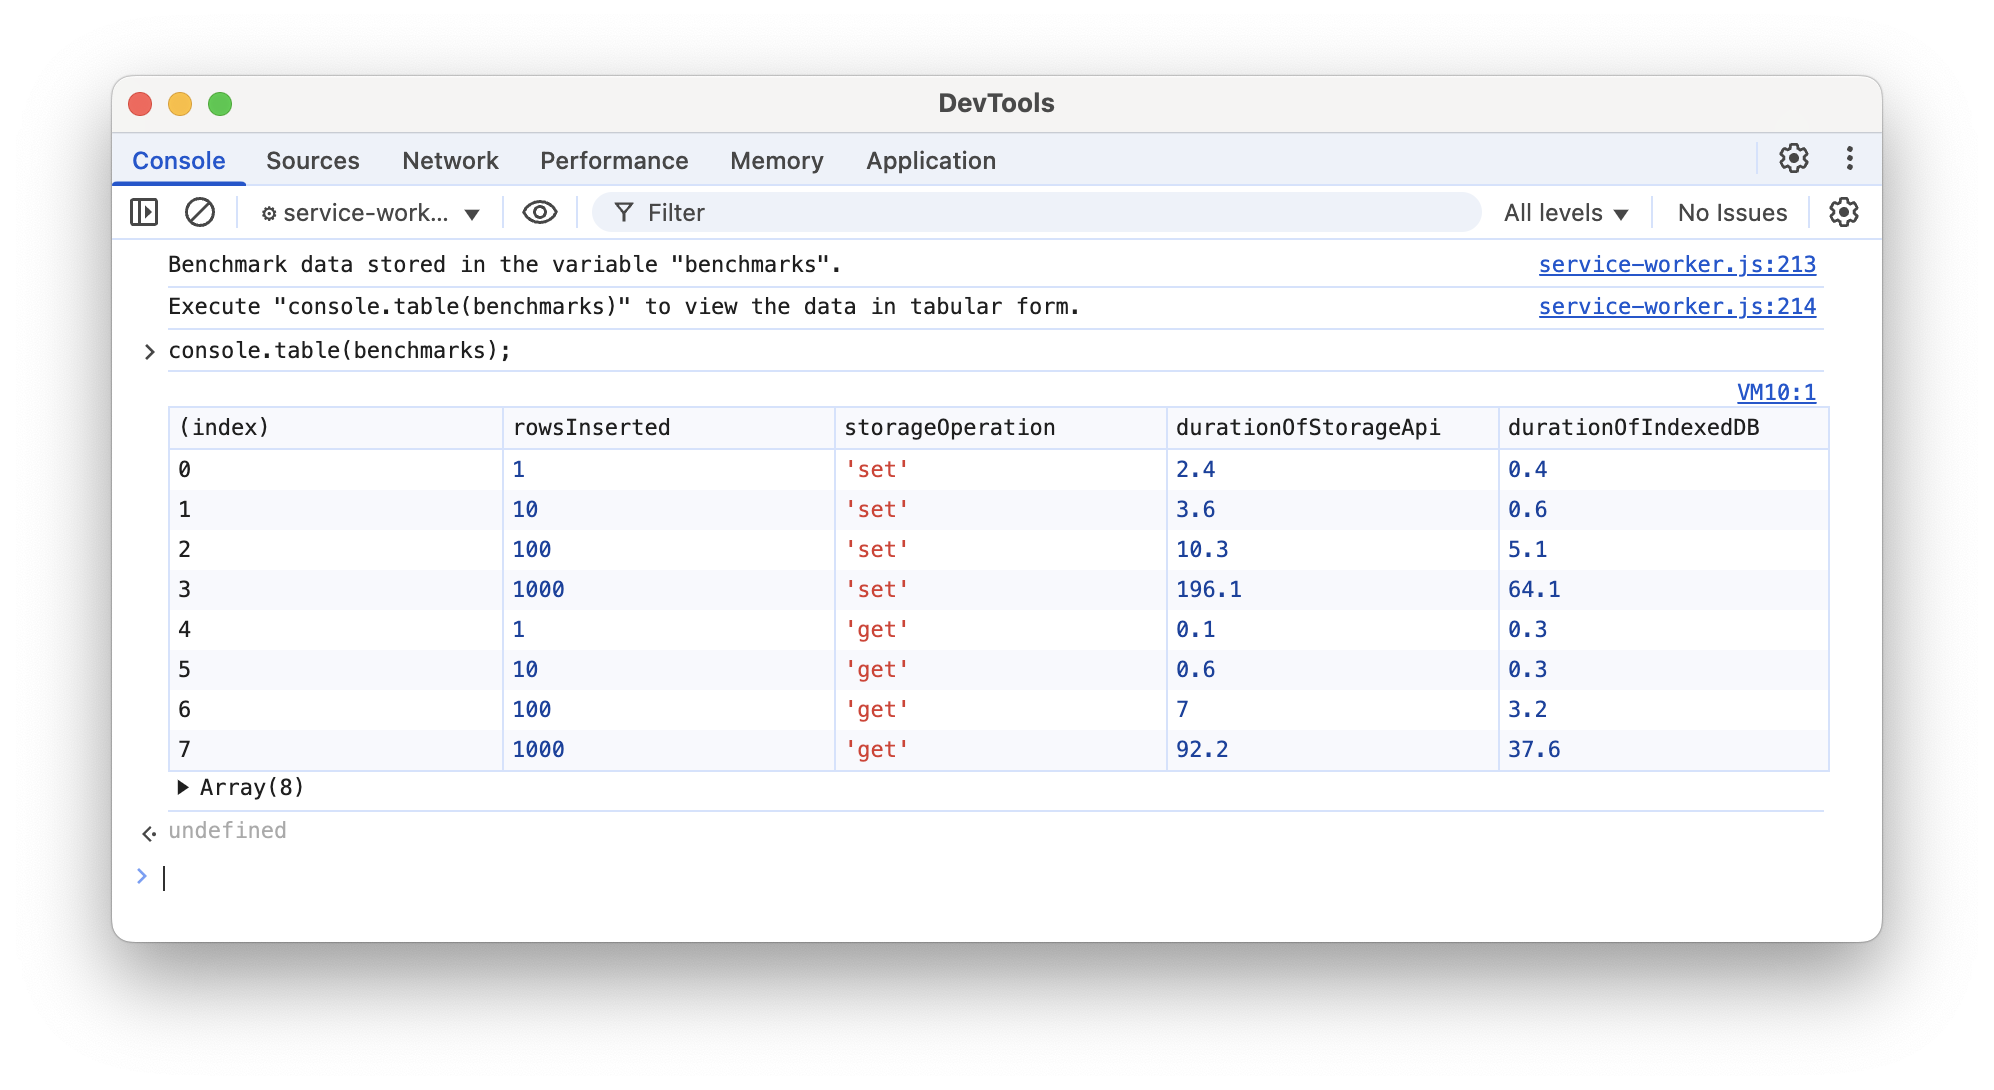 DevTools
Console Sources Network Performance Memory Application
service-work... Filter All levels No Issues
Benchmark data stored in the variable "benchmarks". service-worker.js:213
Execute "console.table(benchmarks)" to view the data in tabular form. service-worker.js:214
console.table(benchmarks);
VM10:1
(index) rowsInserted storageOperation durationOfStorageApi durationOfIndexedDB
0 1 'set' 2.4 0.4
1 10 'set' 3.6 0.6
2 100 'set' 10.3 5.1
3 1000 'set' 196.1 64.1
4 1 'get' 0.1 0.3
5 10 'get' 0.6 0.3
6 100 'get' 7 3.2
7 1000 'get' 92.2 37.6
Array(8)
undefined